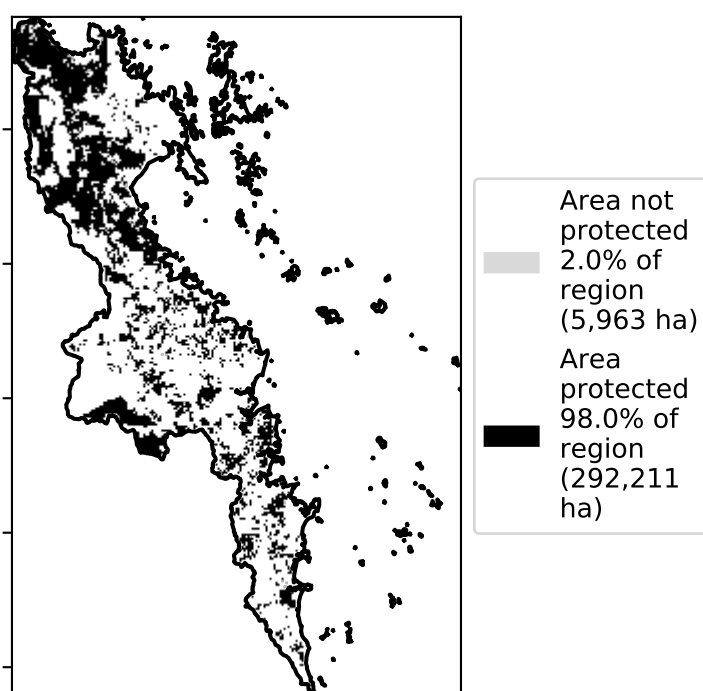 Area not
protected
2.0% of
region
(5,963 ha)
Area
protected
98.0% of
region
(292,211
ha)